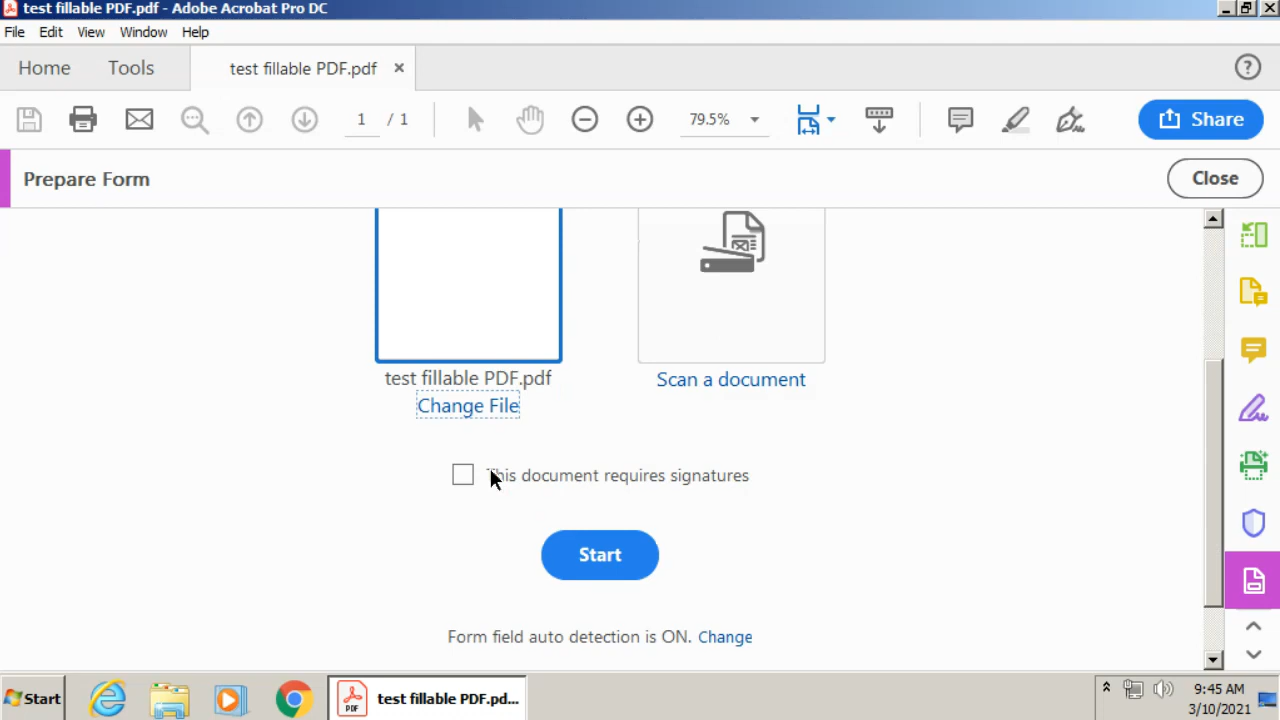 test fillable PDF.pdf - Adobe Acrobat Pro DC
File Edit View Window Help
Home Tools test fillable PDF.pdf
1 / 1 79.5% Share
Prepare Form Close
test fillable PDF.pdf Scan a document
Change File
This document requires signatures
Start
Form field auto detection is ON. Change
Start PDF test fillable PDF.pd... 9:45 AM
3/10/2021